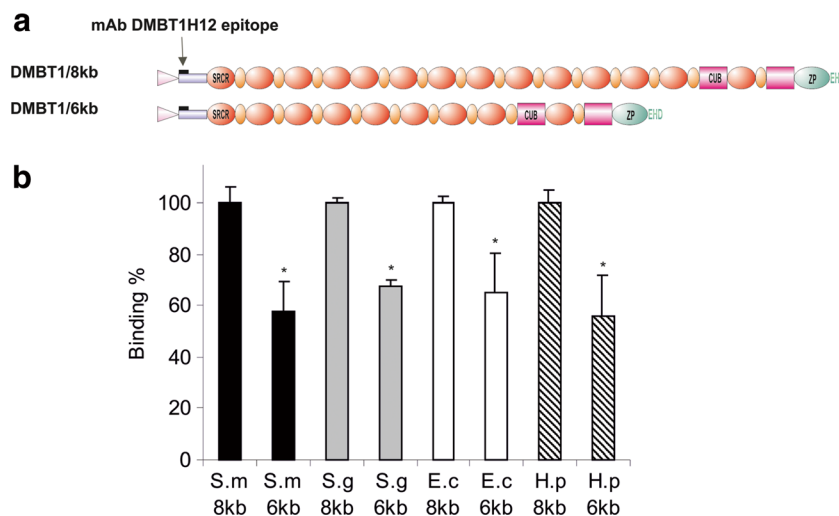 a
mAb DMBT1H12 epitope
DMBT1/8kb SRCR CUB ZP EH
DMBT1/6kb SRCR CUB ZP EHD
b
Binding %
100
80
60
40
20
0
* * * *
S.m S.m S.g S.g E.c E.c H.p H.p
8kb 6kb 8kb 6kb 8kb 6kb 8kb 6kb